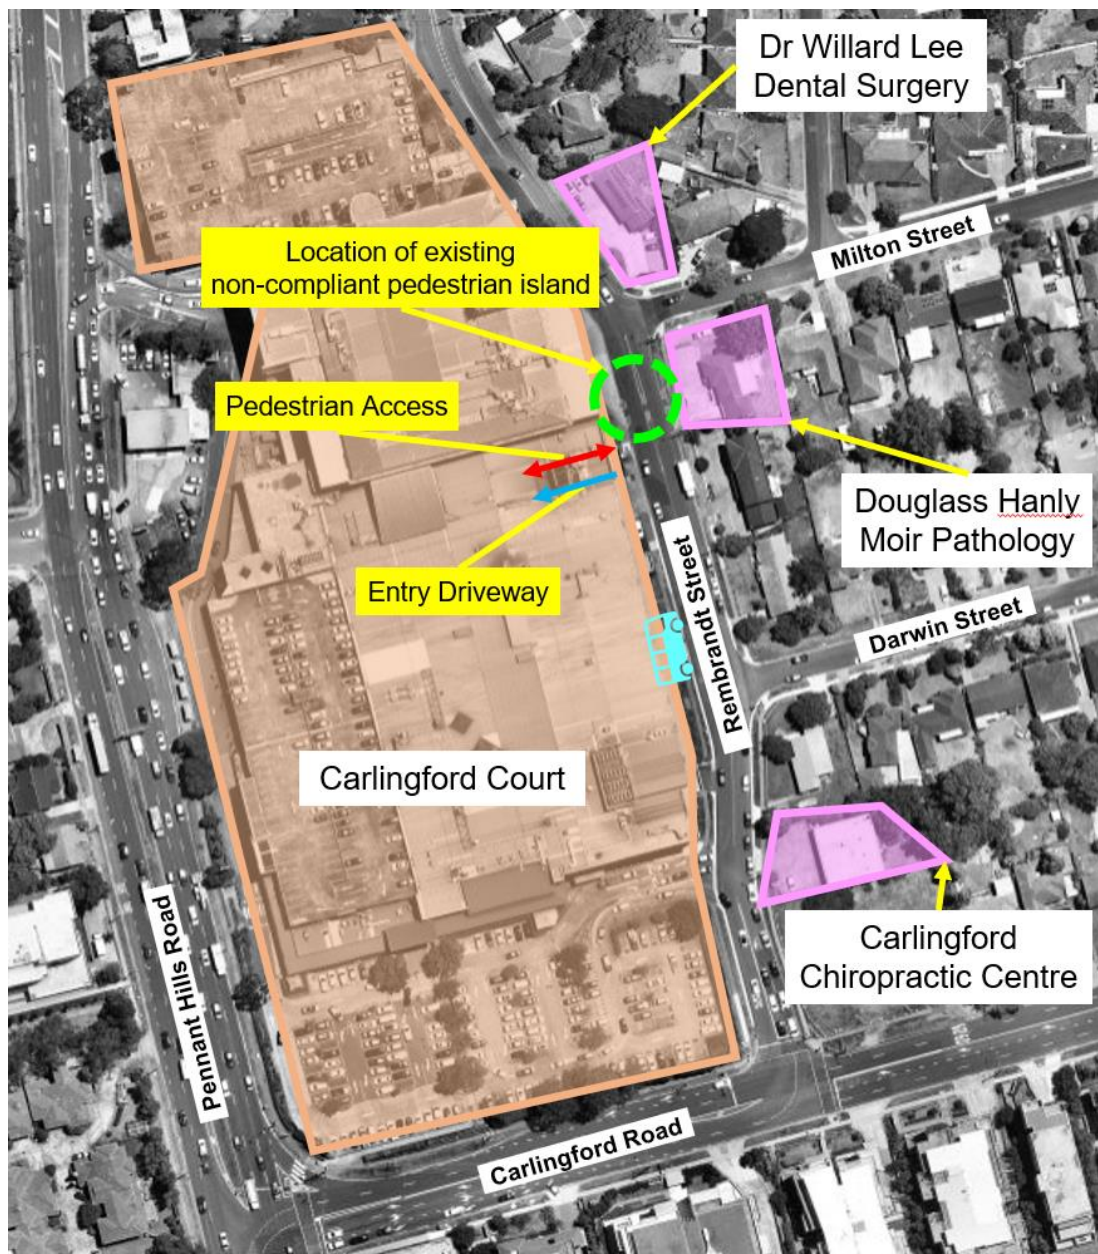 Dr Willard Lee
Dental Surgery
Milton Street
Location of existing
non-compliant pedestrian island
Pedestrian Access
Douglass Hanly
Moir Pathology
Entry Driveway
Rembrandt Street
Darwin Street
Carlingford Court
Pennant Hills Road
Carlingford
Chiropractic Centre
Carlingford Road